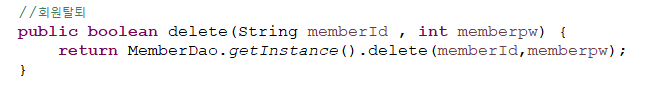 //회원탈퇴
public boolean delete(String memberId , int memberpw) {
return MemberDao.getInstance().delete(memberId,memberpw);
}